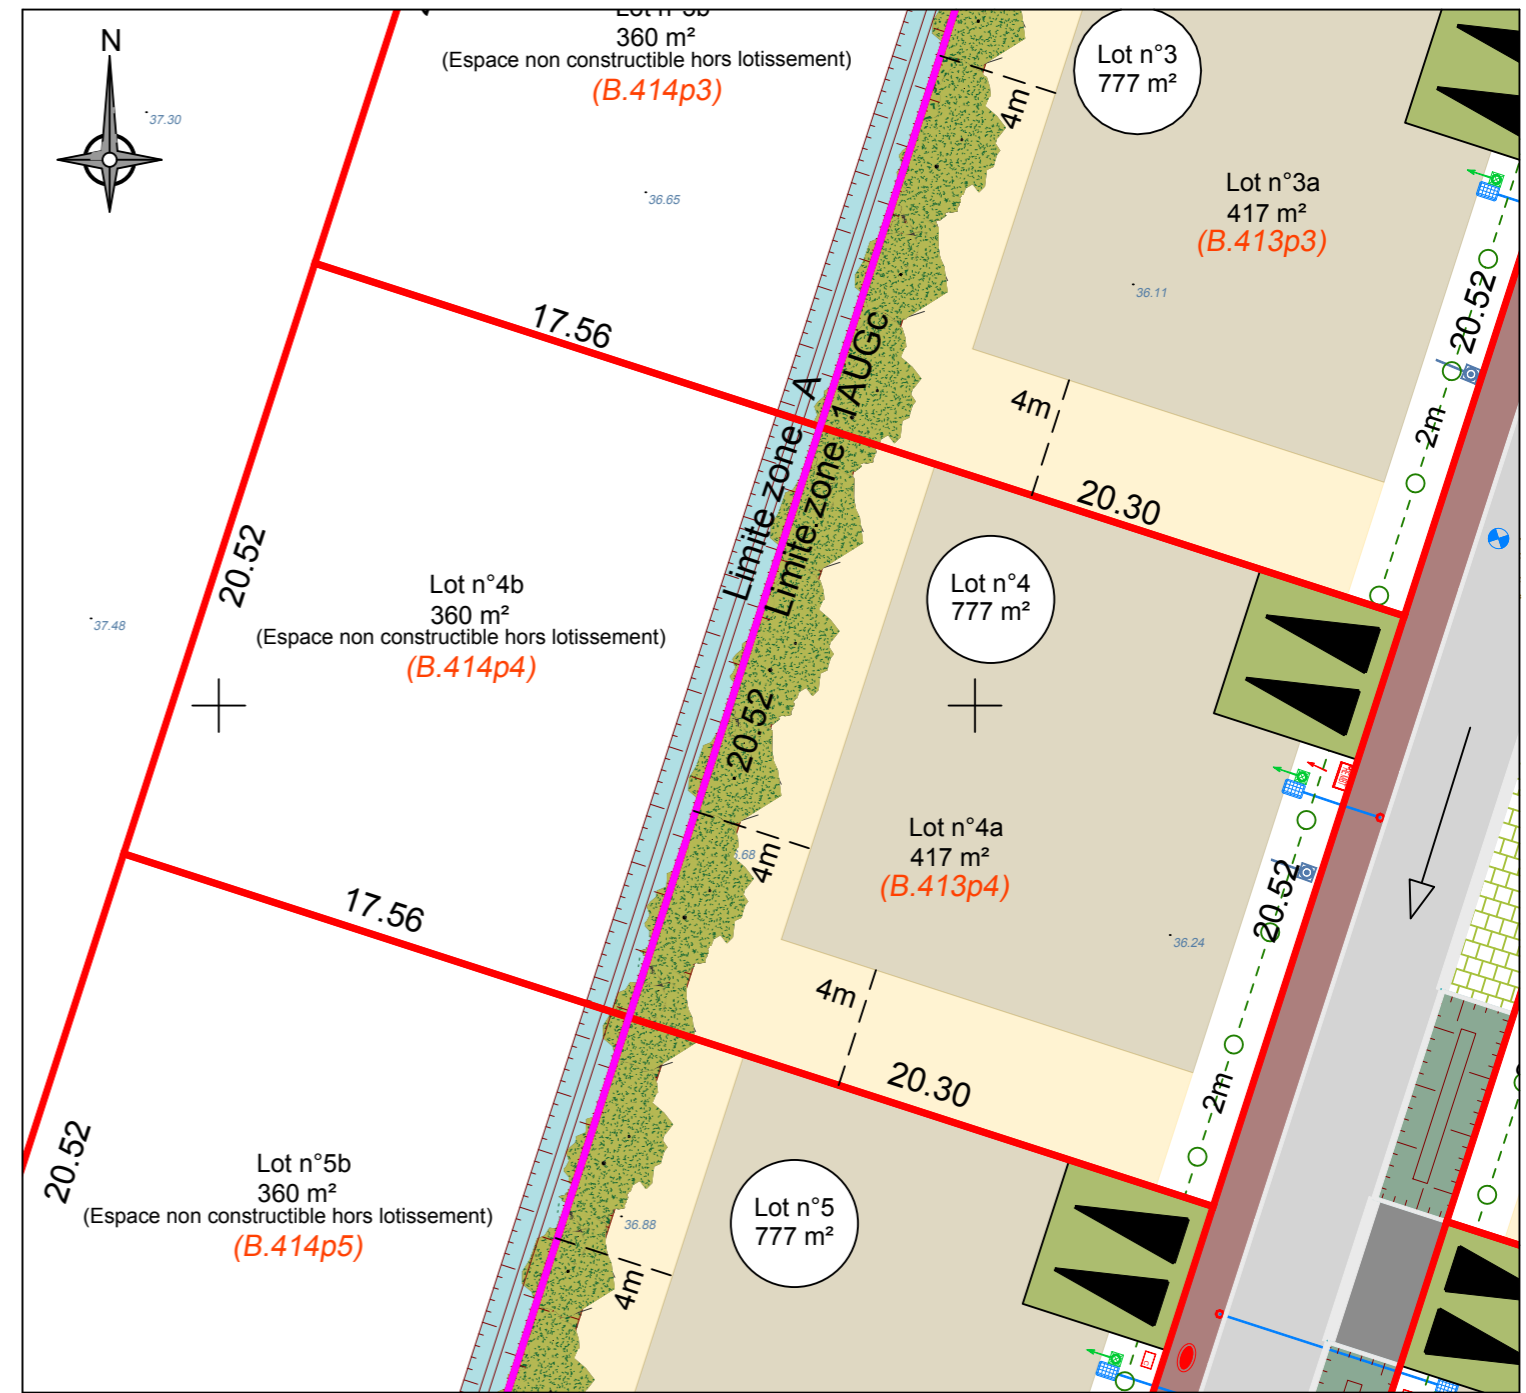 N
Lot n°3b
360 m²
(Espace non constructible hors lotissement)
(B.414p3)
37.30
36.65
4m
Lot n°3
777 m²
Lot n°3a
417 m²
(B.413p3)
36.11
20.52
2m
17.56
Limite zone A
Limite zone 1AUGc
4m
20.30
20.52
Lot n°4b
360 m²
(Espace non constructible hors lotissement)
(B.414p4)
37.48
Lot n°4
777 m²
20.52
4m
Lot n°4a
417 m²
(B.413p4)
36.24
20.52
2m
17.56
4m
20.30
20.52
Lot n°5b
360 m²
(Espace non constructible hors lotissement)
(B.414p5)
36.88
4m
Lot n°5
777 m²